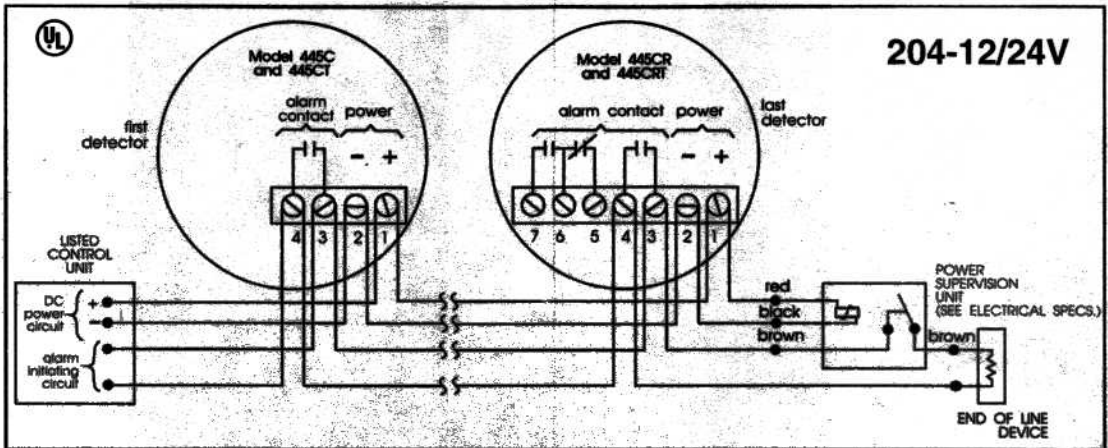 UL
204-12/24V
Model 445C
and 445CT
alarm
contact
power
- +
first
detector
4 3 2 1
Model 445CR
and 445CRT
alarm contact power
- +
last
detector
7 6 5 4 3 2 1
LISTED
CONTROL
UNIT
DC
power
circuit
+
-
alarm
initiating
circuit
red
black
brown
POWER
SUPERVISION
UNIT
(SEE ELECTRICAL SPECS.)
brown
END OF LINE
DEVICE